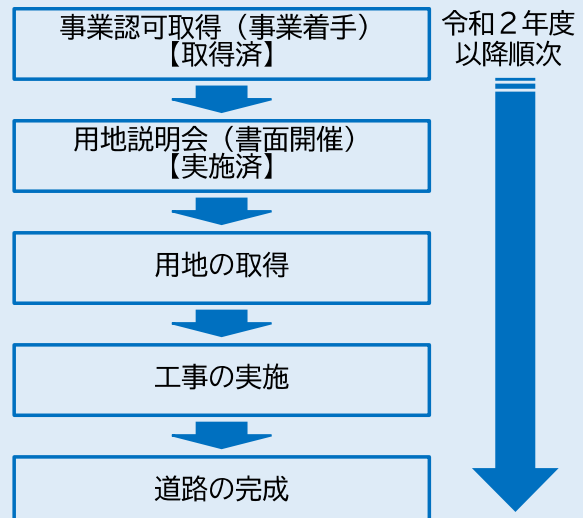 事業認可取得（事業着手）
【取得済】
令和２年度
以降順次
用地説明会（書面開催）
【実施済】
用地の取得
工事の実施
道路の完成